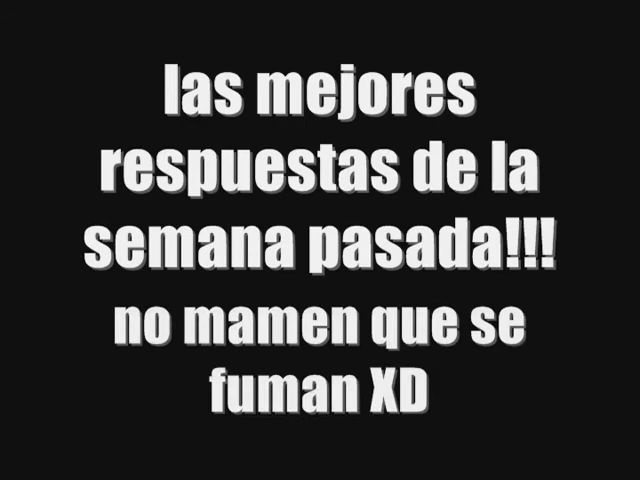 las mejores
respuestas de la
semana pasada!!!
no mamen que se
fuman XD